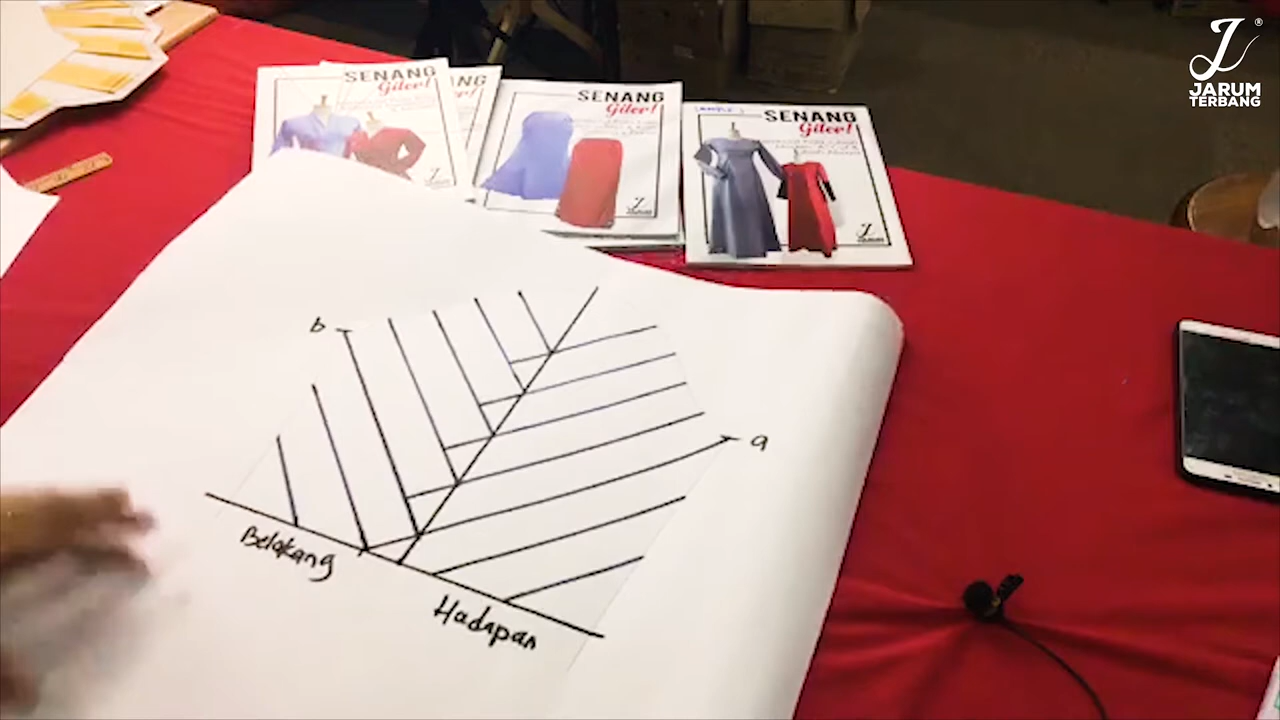 JARUM
TERBANG
®
SENANG
Giler!
NG
SENANG
Giler!
SENANG
Giler!
b
a
Belakang
Hadapan